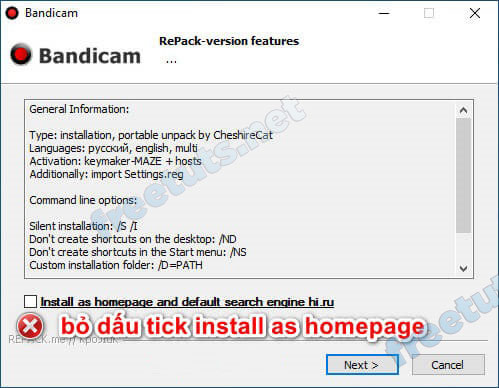 Bandicam
RePack-version features
...
Bandicam
General Information:
Type: installation, portable unpack by CheshireCat
Languages: русский, english, multi
Activation: keymaker-MAZE + hosts
Additionally: import Settings.reg
Command line options:
Silent installation: /S /I
Don't create shortcuts on the desktop: /ND
Don't create shortcuts in the Start menu: /NS
Custom installation folder: /D=PATH
Install as homepage and default search engine hi.ru
bỏ dấu tick install as homepage
REPACK.me //
Next >
Cancel
freetuts.net
freetuts.net